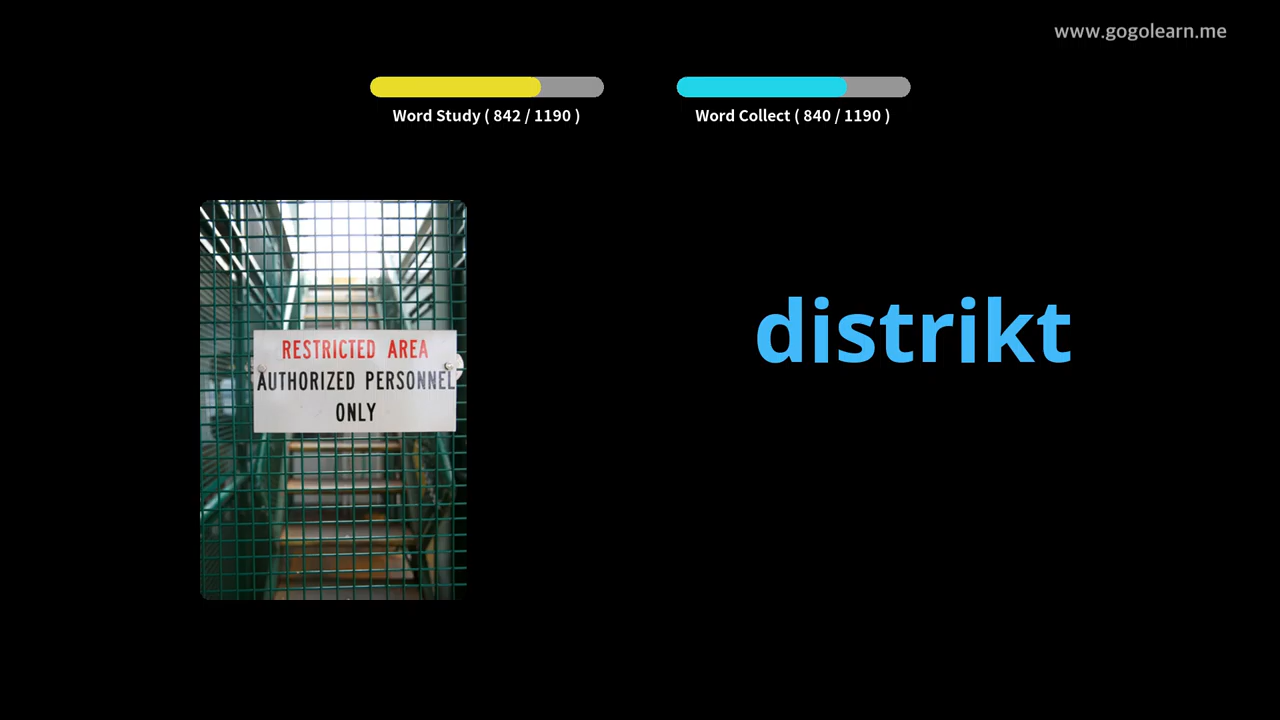 www.gogolearn.me
Word Study ( 842 / 1190 )
Word Collect ( 840 / 1190 )
RESTRICTED AREA
AUTHORIZED PERSONNEL
ONLY
distrikt